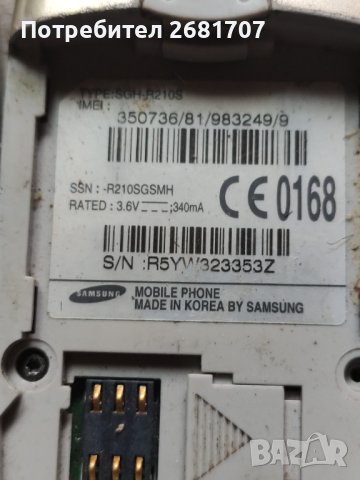 Потребител 2681707
TYPE:SGH-R210S
IMEI :
350736/81/983249/9
SSN : -R210SGSMH
RATED : 3.6V ;340mA
CE 0168
S/N :R5YW323353Z
SAMSUNG
MOBILE PHONE
MADE IN KOREA BY SAMSUNG
BAZAR